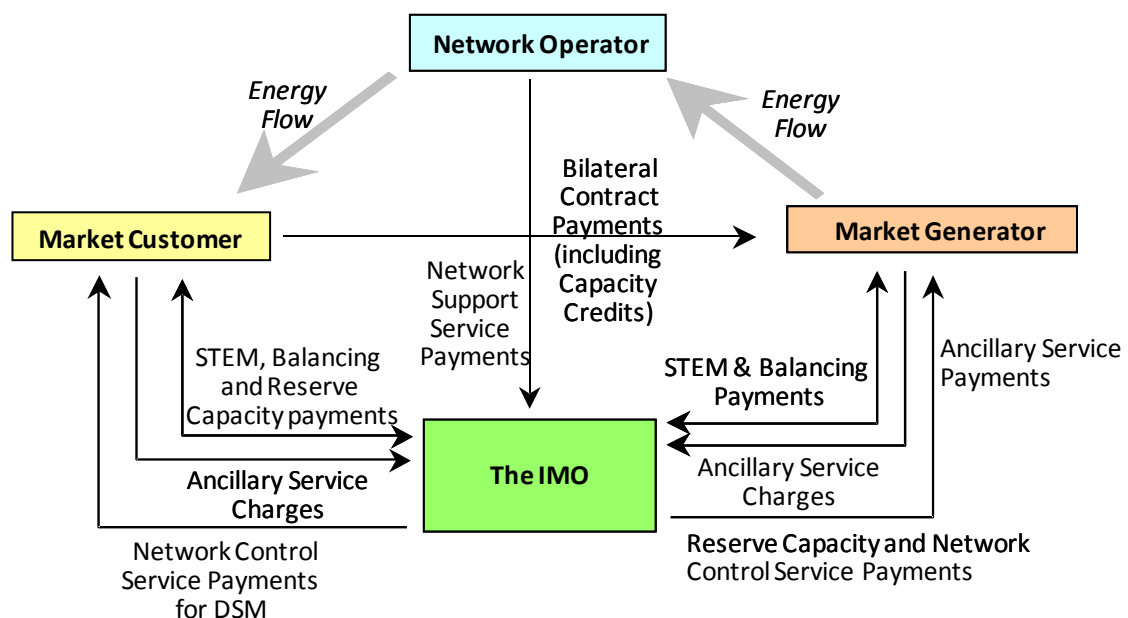 Network Operator
Energy
Flow
Energy
Flow
Bilateral
Contract
Payments
(including
Capacity
Credits)
Market Customer
Market Generator
Network
Support
Service
Payments
STEM, Balancing
and Reserve
Capacity payments
STEM & Balancing
Payments
Ancillary Service
Payments
The IMO
Ancillary Service
Charges
Ancillary Service
Charges
Network Control
Service Payments
for DSM
Reserve Capacity and Network
Control Service Payments